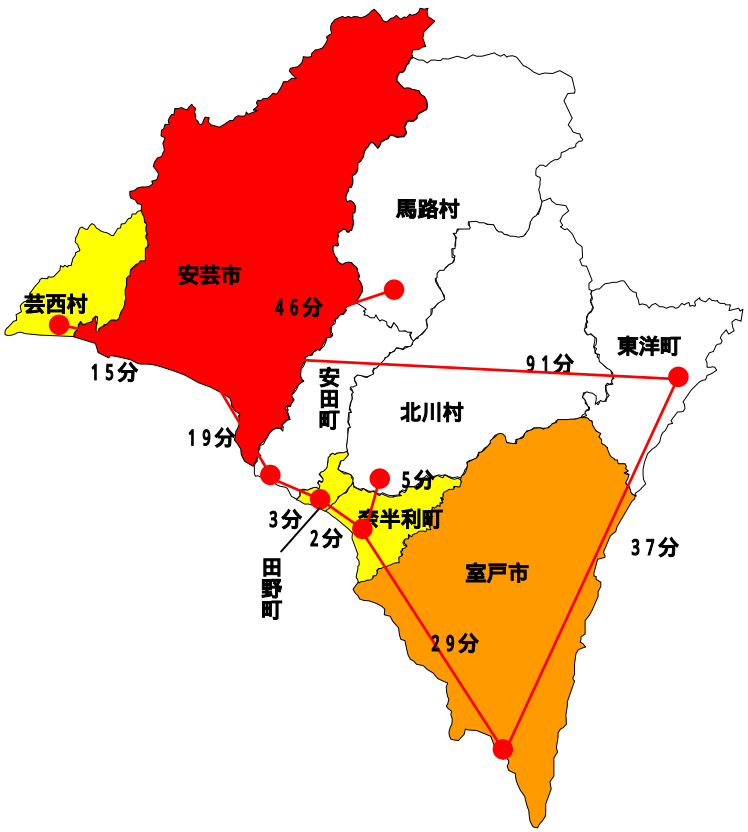 馬路村
安芸市
芸西村
46分
東洋町
91分
15分
安田町
北川村
19分
5分
3分
奈半利町
2分
37分
田野町
室戸市
29分